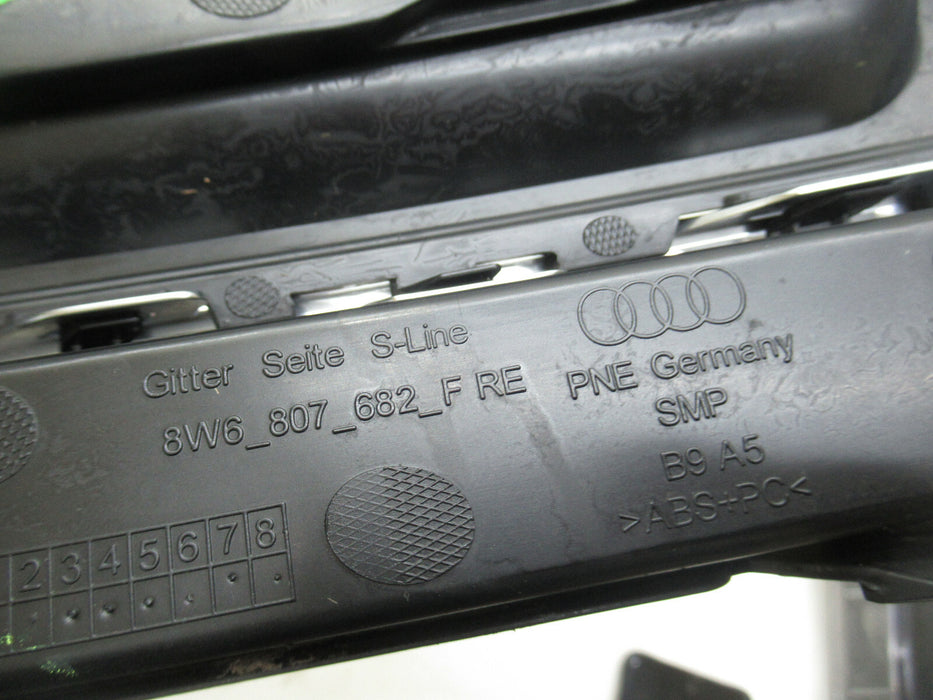 Gitter Seite S-Line
8W6_807_682_F RE
PNE Germany
SMP
B9 A5
>ABS+PC<
2 3 4 5 6 7 8